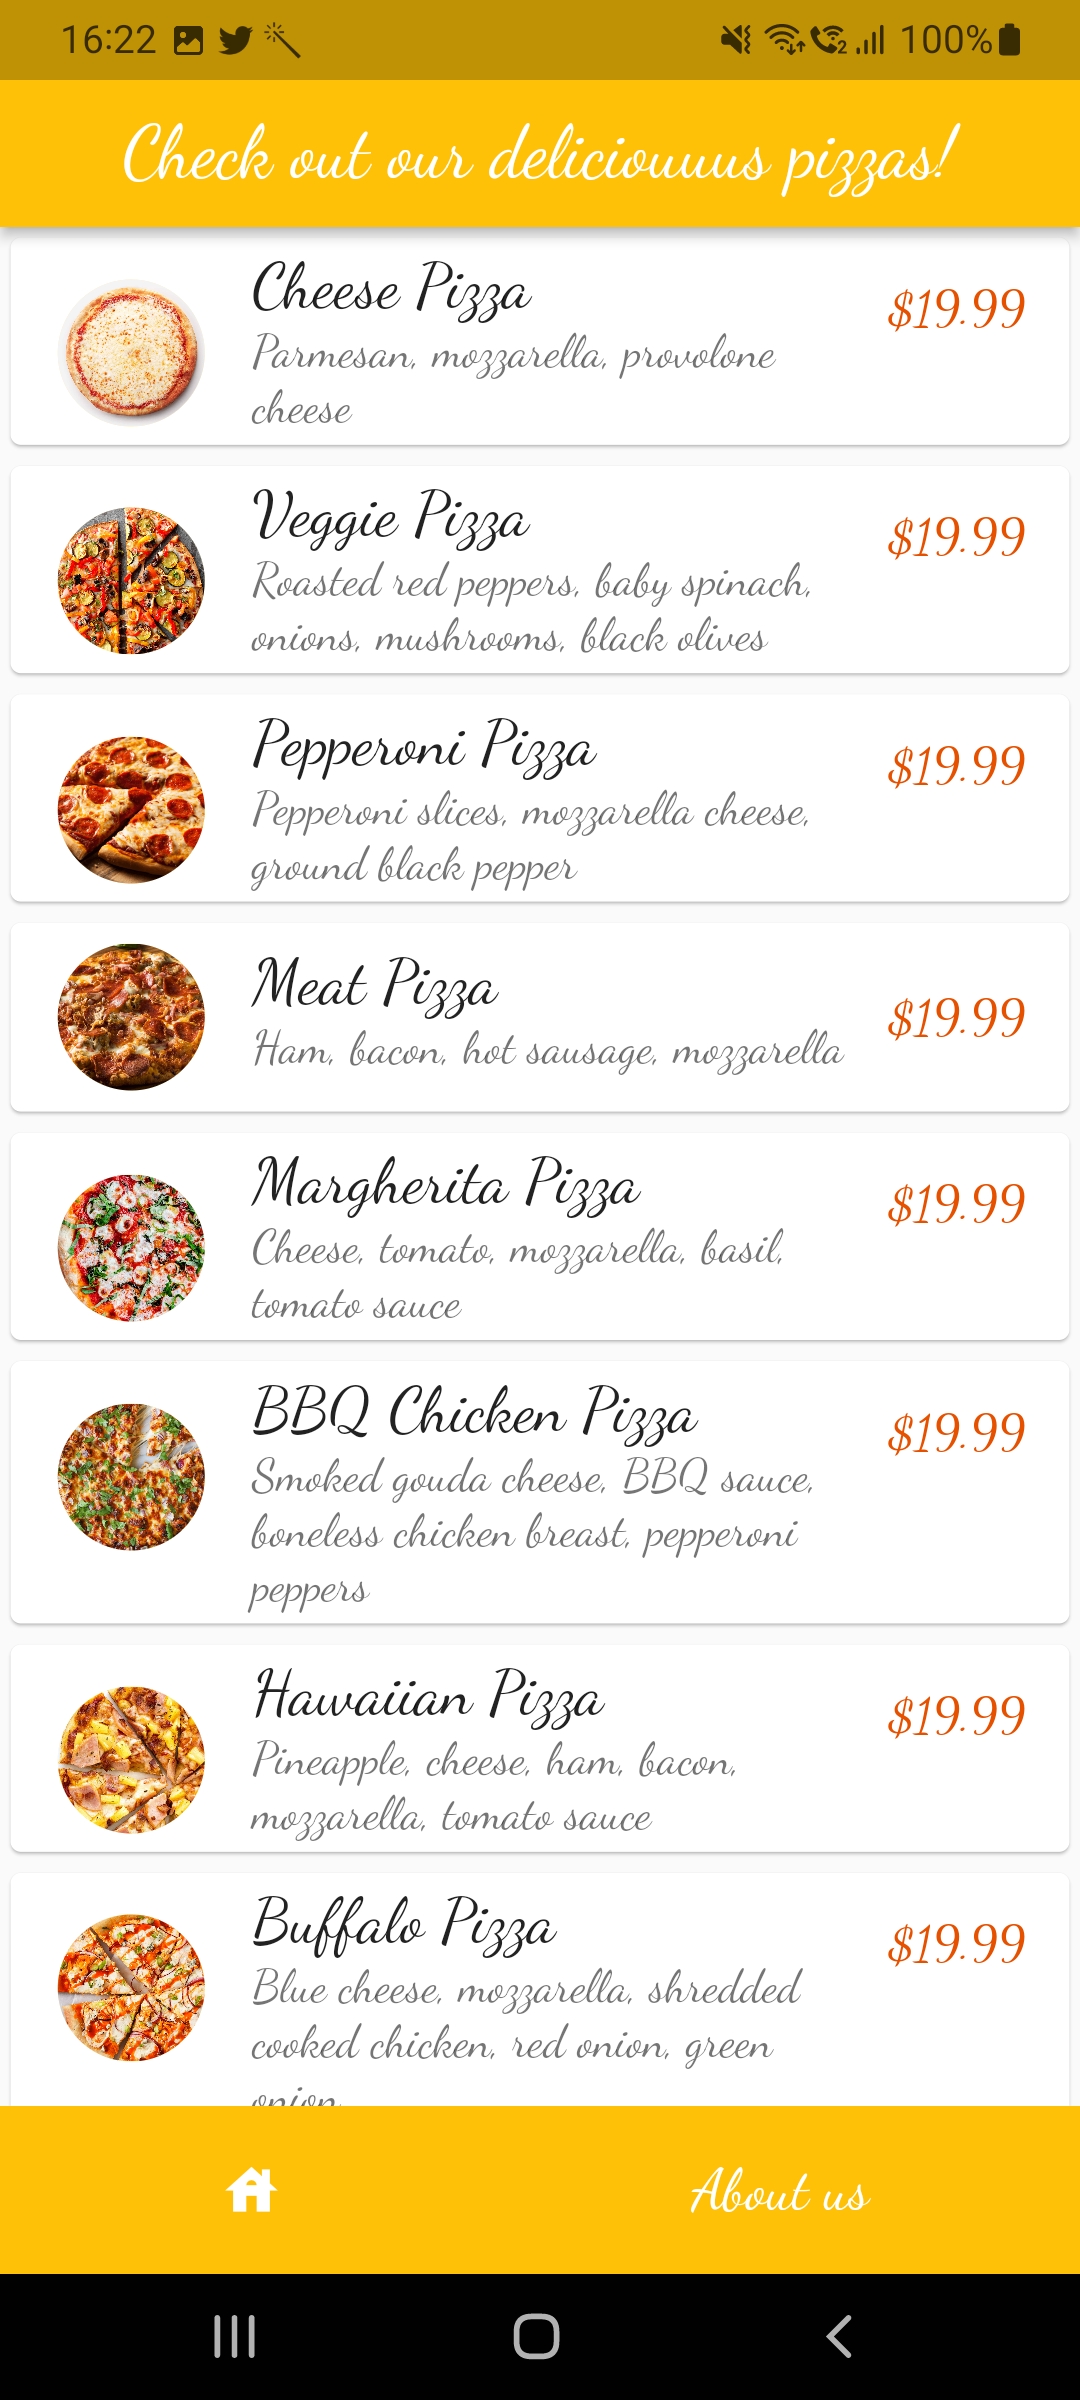 16:22 100%
Check out our deliciouuus pizzas!
Cheese Pizza
$19.99
Parmesan, mozzarella, provolone
cheese
Veggie Pizza
$19.99
Roasted red peppers, baby spinach,
onions, mushrooms, black olives
Pepperoni Pizza
$19.99
Pepperoni slices, mozzarella cheese,
ground black pepper
Meat Pizza
$19.99
Ham, bacon, hot sausage, mozzarella
Margherita Pizza
$19.99
Cheese, tomato, mozzarella, basil,
tomato sauce
BBQ Chicken Pizza
$19.99
Smoked gouda cheese, BBQ sauce,
boneless chicken breast, pepperoni
peppers
Hawaiian Pizza
$19.99
Pineapple, cheese, ham, bacon,
mozzarella, tomato sauce
Buffalo Pizza
$19.99
Blue cheese, mozzarella, shredded
cooked chicken, red onion, green
onion
About us